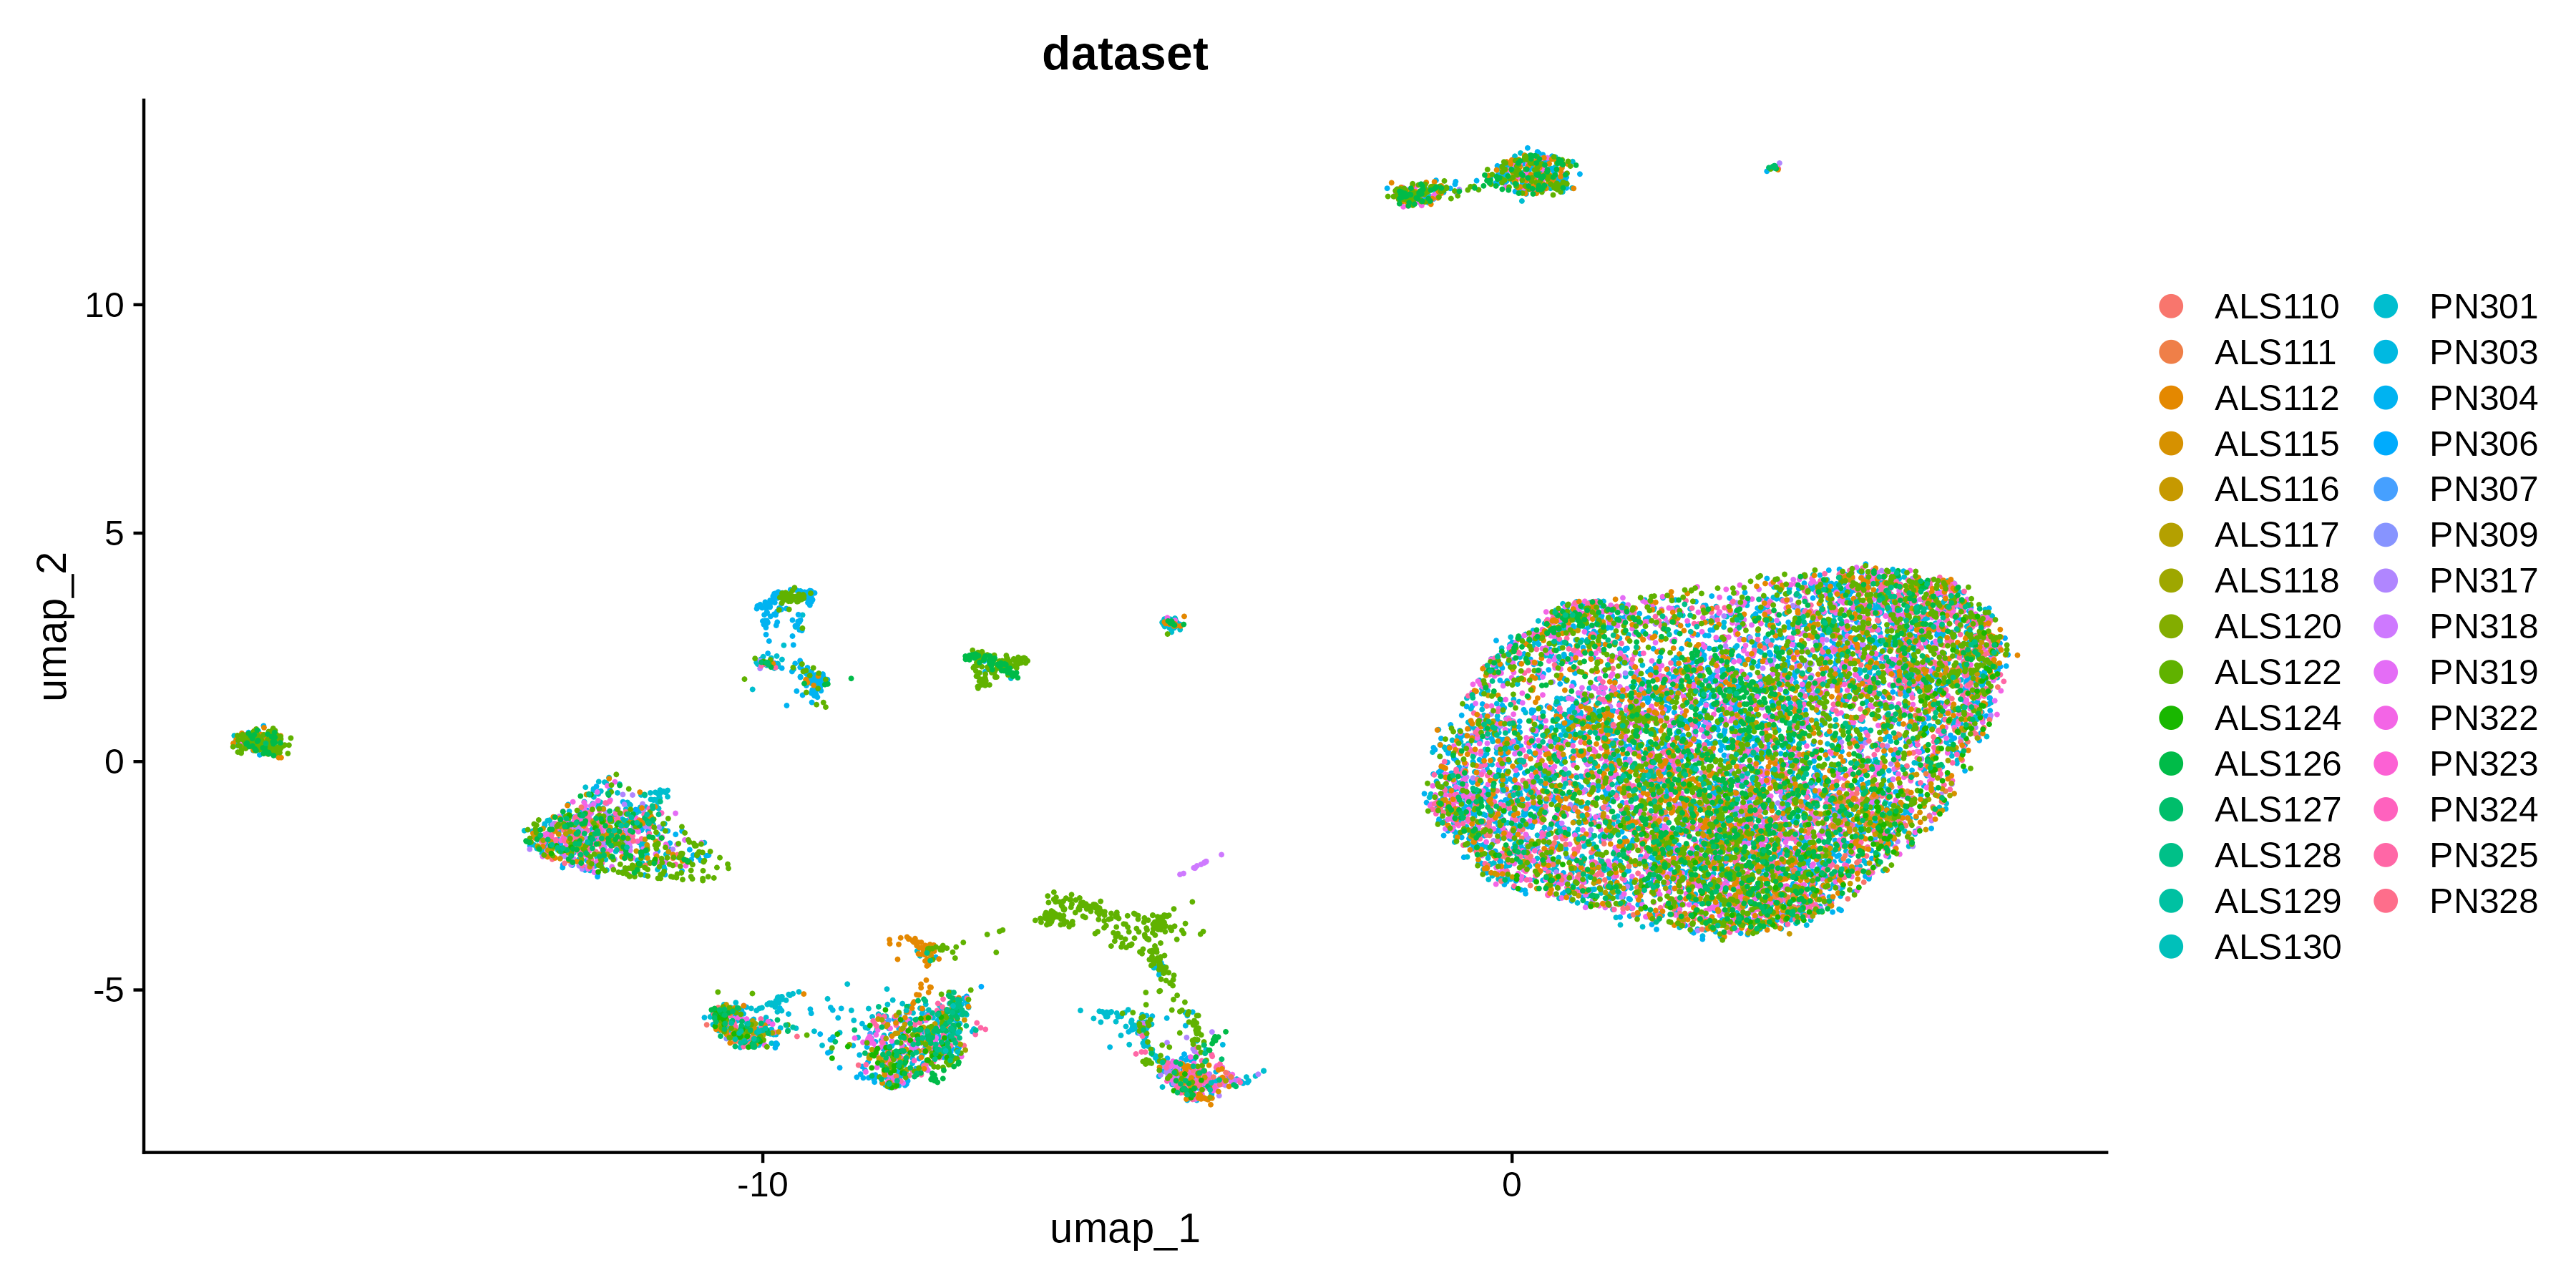 dataset
umap_2
10
5
0
-5
-10
0
umap_1
ALS110
ALS111
ALS112
ALS115
ALS116
ALS117
ALS118
ALS120
ALS122
ALS124
ALS126
ALS127
ALS128
ALS129
ALS130
PN301
PN303
PN304
PN306
PN307
PN309
PN317
PN318
PN319
PN322
PN323
PN324
PN325
PN328